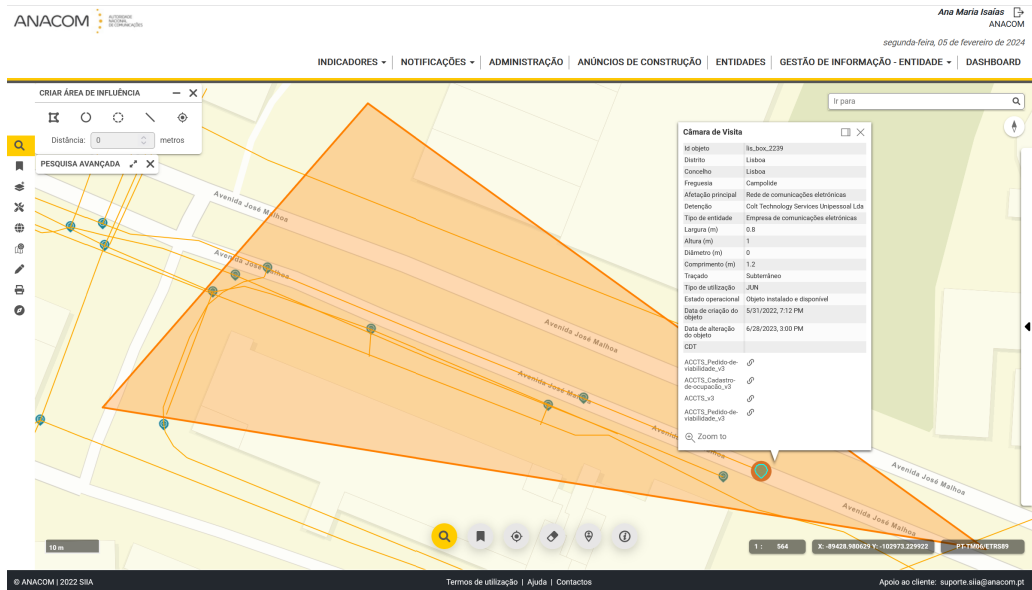 ANACOM
AUTORIDADE
NACIONAL
DE COMUNICAÇÕES
Ana Maria Isaías
ANACOM
segunda-feira, 05 de fevereiro de 2024
INDICADORES NOTIFICAÇÕES ADMINISTRAÇÃO ANÚNCIOS DE CONSTRUÇÃO ENTIDADES GESTÃO DE INFORMAÇÃO - ENTIDADE DASHBOARD
CRIAR ÁREA DE INFLUÊNCIA
Distância: 0 metros
PESQUISA AVANÇADA
Ir para
Câmara de Visita
Id objeto lis_box_2239
Distrito Lisboa
Concelho Lisboa
Freguesia Campolide
Afetação principal Rede de comunicações eletrónicas
Detenção Colt Technology Services Unipessoal Lda
Tipo de entidade Empresa de comunicações eletrónicas
Largura (m) 0.8
Altura (m) 1
Diâmetro (m) 0
Comprimento (m) 1.2
Traçado Subterrâneo
Tipo de utilização JUN
Estado operacional Objeto instalado e disponível
Data de criação do objeto 5/31/2022, 7:12 PM
Data de alteração do objeto 6/28/2023, 3:00 PM
CDT
ACCTS_Pedido-de-viabilidade_v3
ACCTS_Cadastro-de-ocupacão_v3
ACCTS_v3
ACCTS_Pedido-de-viabilidade_v3
Zoom to
Avenida José Malhoa
Avenida José Malhoa
Avenida José Malhoa
Avenida José Malhoa
Avenida José Malhoa
Avenida José Malhoa
10 m
1 : 564
X: -89428.980629 Y: -102973.229922
PT-TM06/ETRS89
© ANACOM | 2022 SIIA
Termos de utilização | Ajuda | Contactos
Apoio ao cliente: suporte.siia@anacom.pt